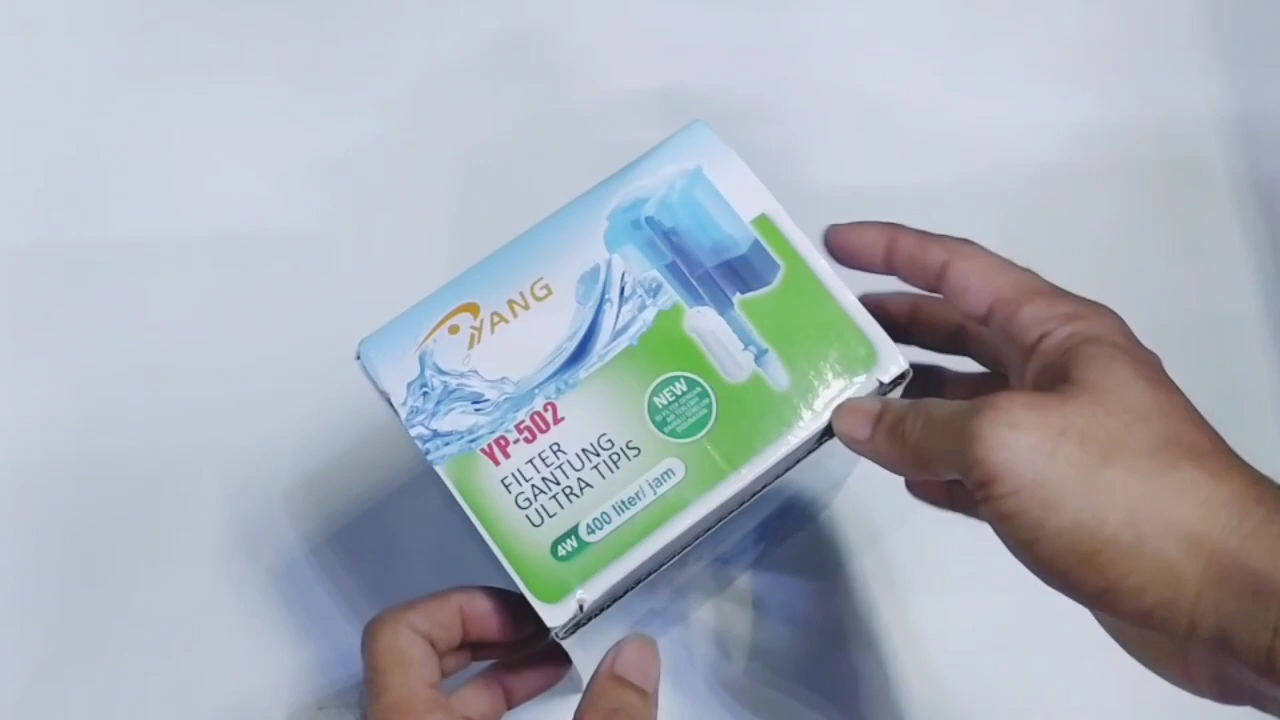 YANG
YP-502
FILTER
GANTUNG
ULTRA TIPIS
4W 400 liter/ jam
NEW